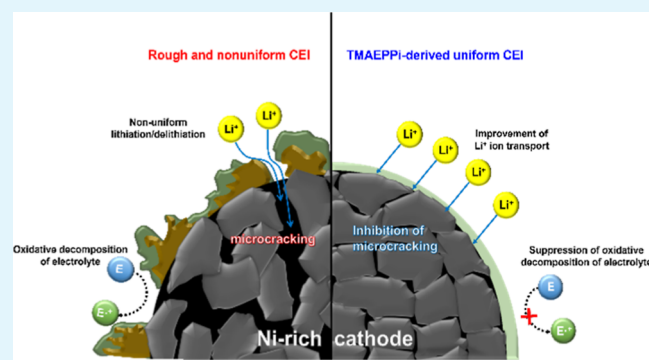 Rough and nonuniform CEI
TMAEPPi-derived uniform CEI
Non-uniform
lithiation/delithiation
Li⁺
Li⁺
Li⁺
Li⁺
Li⁺
Li⁺
Improvement of
Li⁺ ion transport
microcracking
Inhibition of
microcracking
Oxidative decomposition
of electrolyte
E
E·⁺
Suppression of oxidative
decomposition of electrolyte
E
E·⁺
Ni-rich cathode